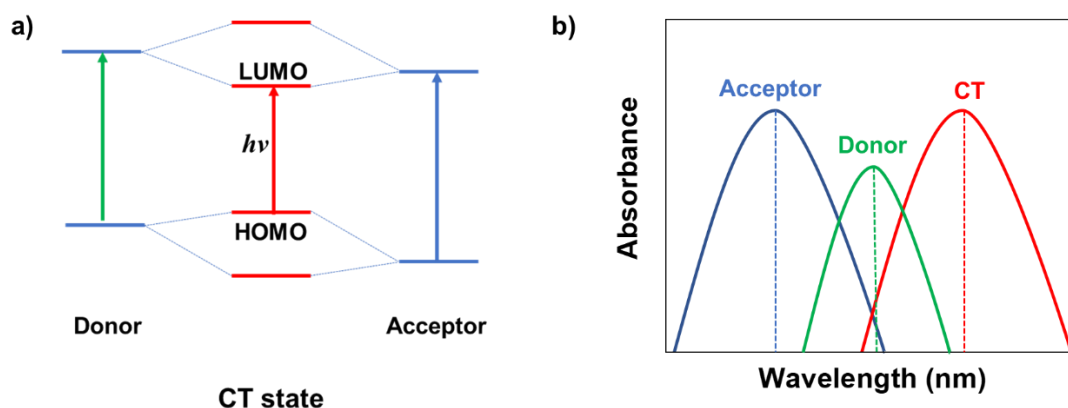 a)
LUMO
hν
HOMO
Donor
Acceptor
CT state
b)
Acceptor
CT
Donor
Absorbance
Wavelength (nm)